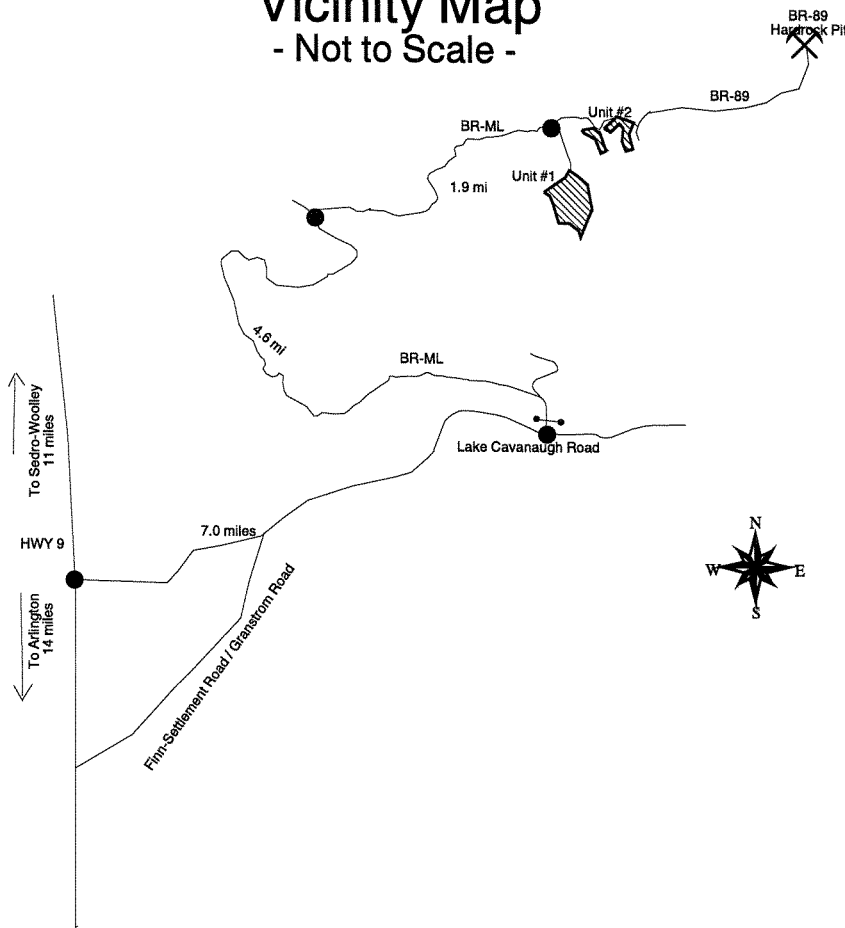 Vicinity Map
- Not to Scale -
BR-89
Hardrock Pit
BR-89
Unit #2
BR-ML
Unit #1
1.9 mi
4.6 mi
BR-ML
To Sedro-Woolley
11 miles
Lake Cavanaugh Road
7.0 miles
HWY 9
N
W
E
S
To Arlington
14 miles
Finn-Settlement Road / Granstrom Road